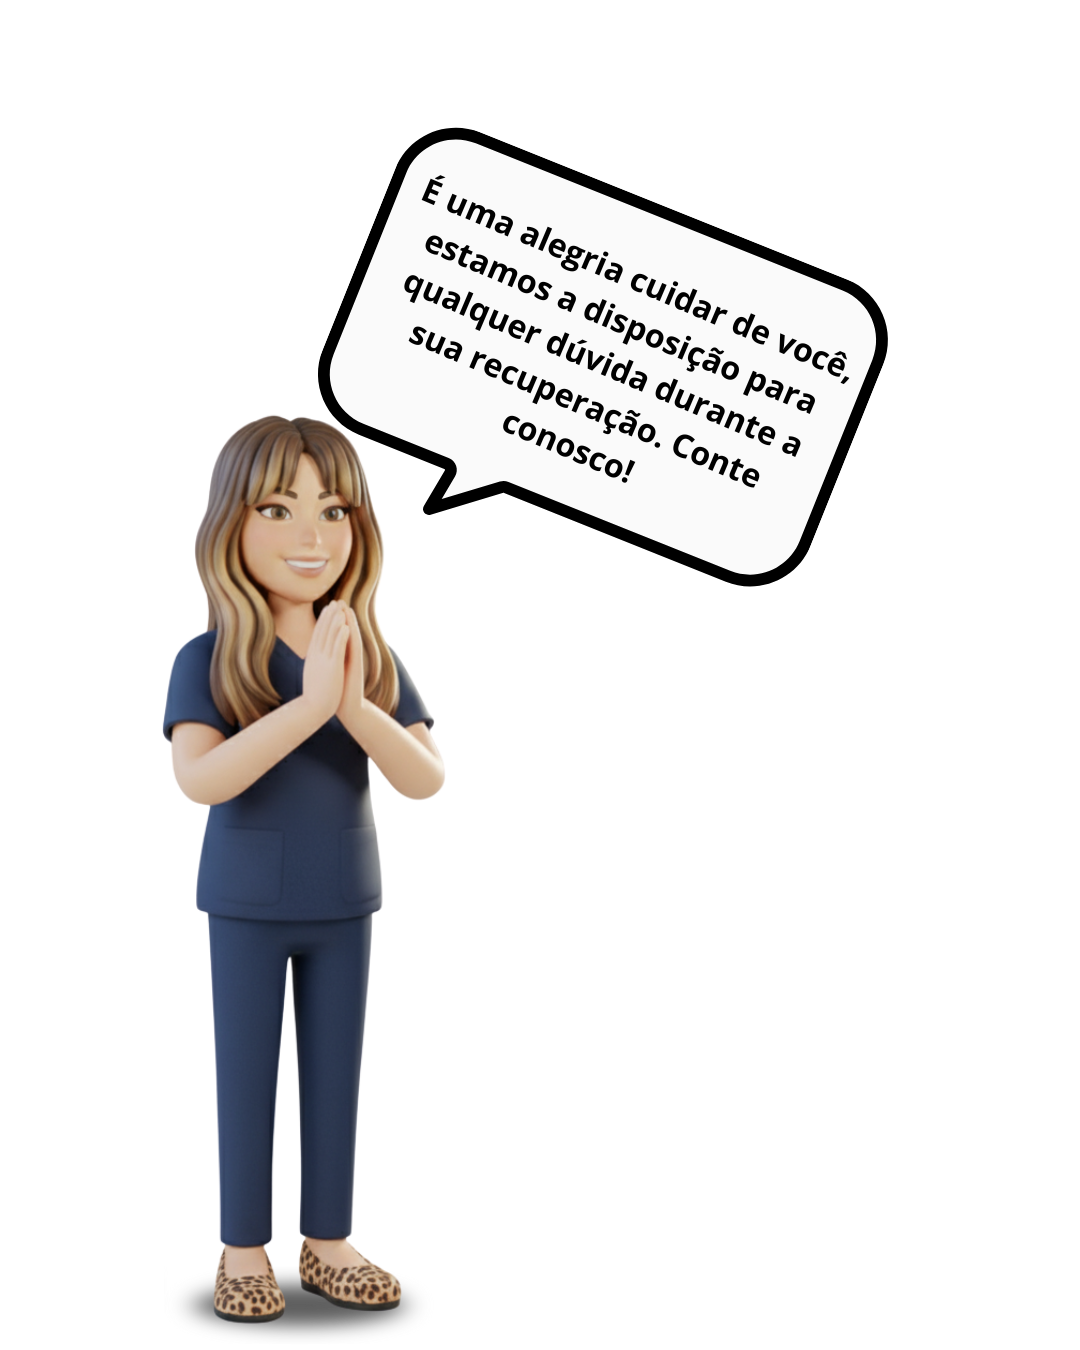 É uma alegria cuidar de você,
estamos a disposição para
qualquer dúvida durante a
sua recuperação. Conte
conosco!